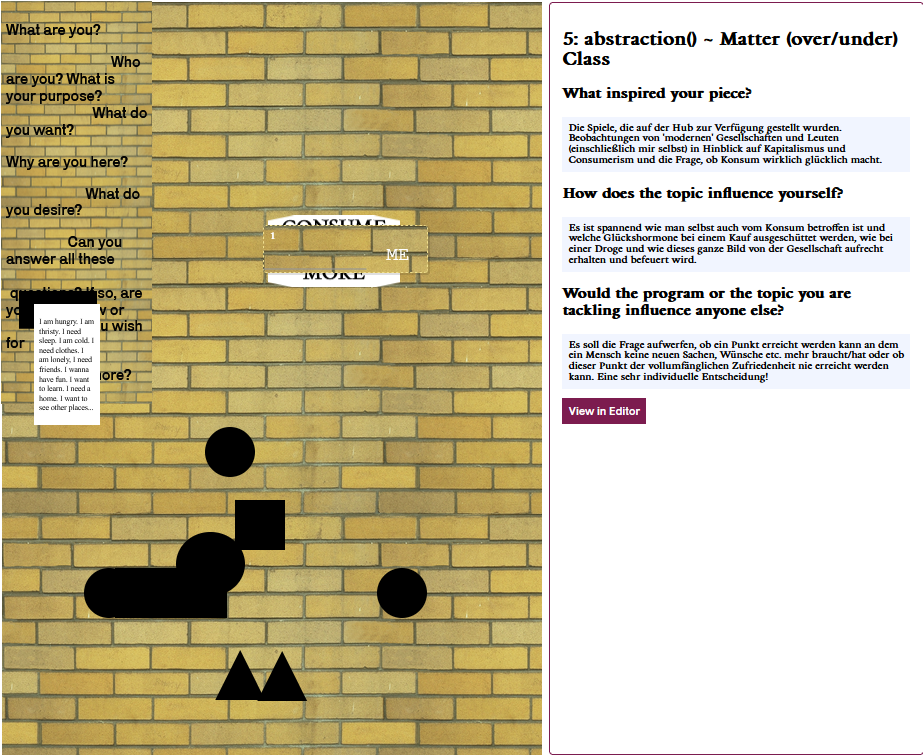 What are you?
Who
are you? What is
your purpose?
What do
you want?
Why are you here?
What do
you desire?
Can you
answer all these
questions? If so, are
or
u wish
for
ore?
I am hungry. I am
thristy. I need
sleep. I am cold. I
need clothes. I
am lonely, I need
friends. I wanna
have fun. I want
to learn. I need a
home. I want to
see other places...
CONSUME
1
ME
MORE
5: abstraction() ~ Matter (over/under)
Class
What inspired your piece?
Die Spiele, die auf der Hub zur Verfügung gestellt wurden.
Beobachtungen von 'modernen' Gesellschaften und Leuten
(einschließlich mir selbst) in Hinblick auf Kapitalismus und
Consumerism und die Frage, ob Konsum wirklich glücklich macht.
How does the topic influence yourself?
Es ist spannend wie man selbst auch vom Konsum betroffen ist und
welche Glückshormone bei einem Kauf ausgeschüttet werden, wie bei
einer Droge und wie dieses ganze Bild von der Gesellschaft aufrecht
erhalten und befeuert wird.
Would the program or the topic you are
tackling influence anyone else?
Es soll die Frage aufwerfen, ob ein Punkt erreicht werden kann an dem
ein Mensch keine neuen Sachen, Wünsche etc. mehr braucht/hat oder ob
dieser Punkt der vollumfänglichen Zufriedenheit nie erreicht werden
kann. Eine sehr individuelle Entscheidung!
View in Editor